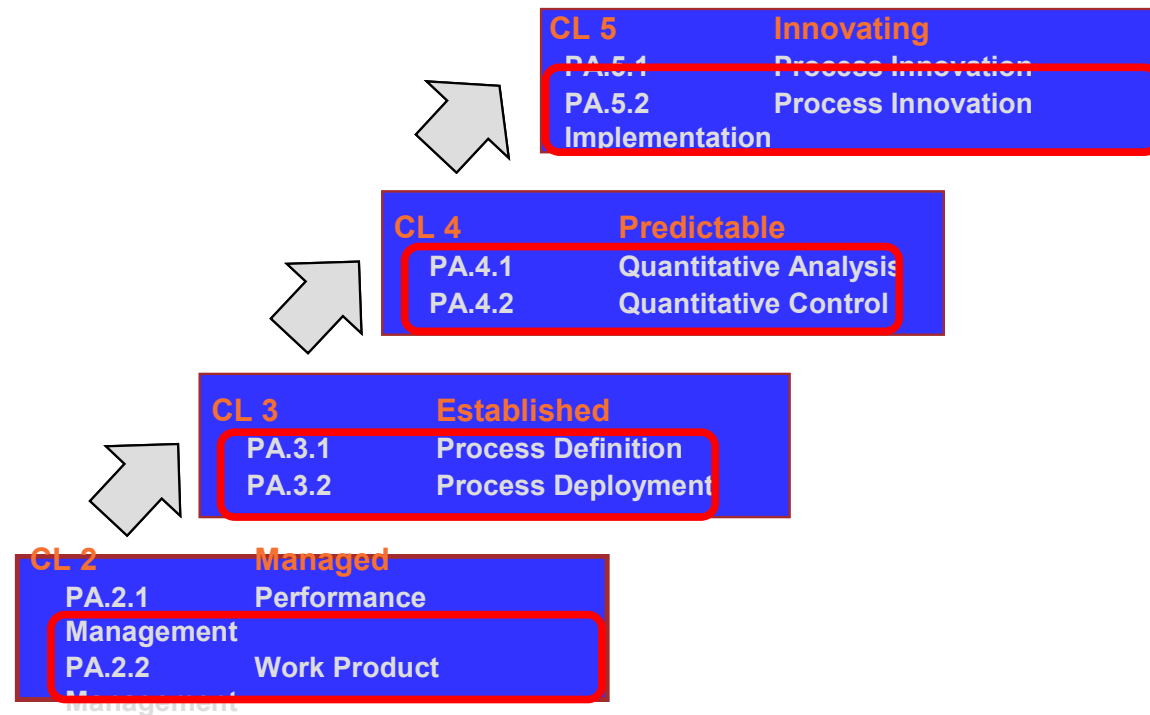 CL 5 Innovating
PA.5.1 Process Innovation
PA.5.2 Process Innovation
Implementation
CL 4 Predictable
PA.4.1 Quantitative Analysis
PA.4.2 Quantitative Control
CL 3 Established
PA.3.1 Process Definition
PA.3.2 Process Deployment
CL 2 Managed
PA.2.1 Performance
Management
PA.2.2 Work Product
Management